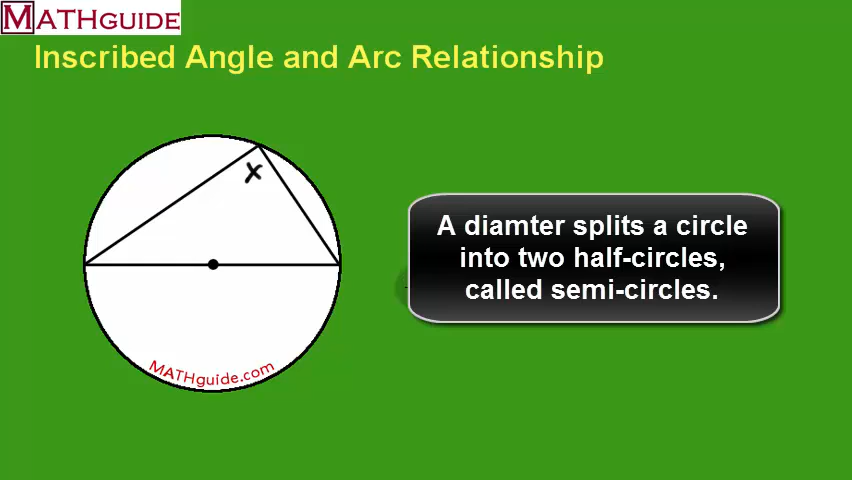 MATHGUIDE
Inscribed Angle and Arc Relationship
x
A diamter splits a circle
into two half-circles,
called semi-circles.
MATHguide.com